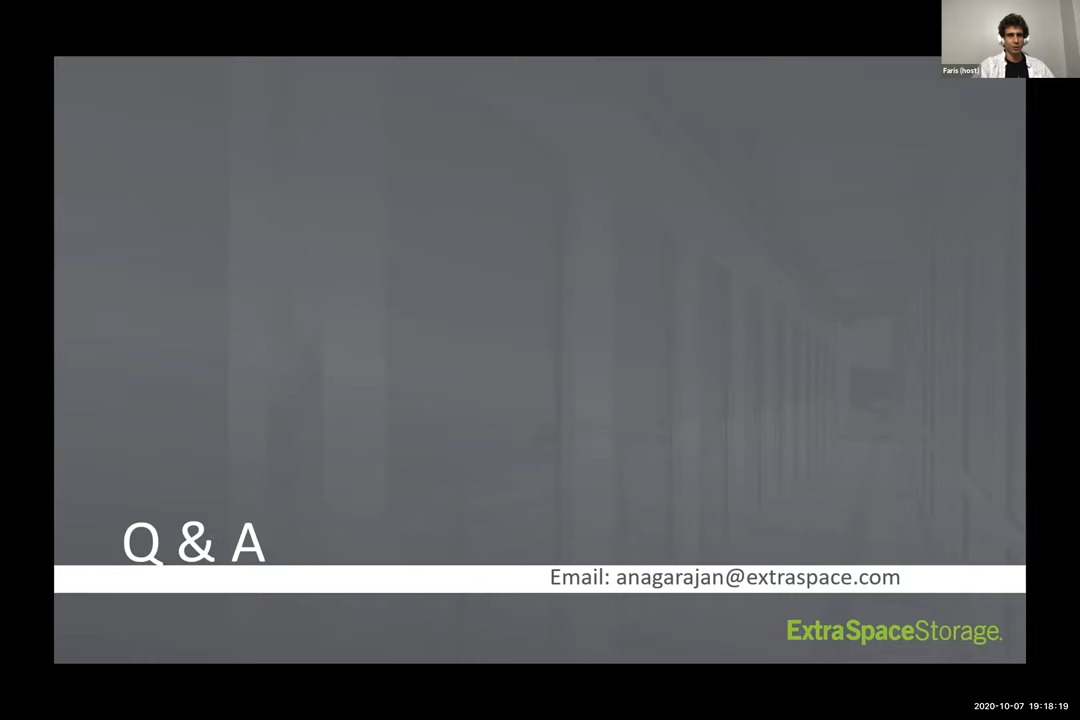 Faris (host)
Q & A
Email: anagarajan@extraspace.com
ExtraSpaceStorage.
2020-10-07 19:18:19